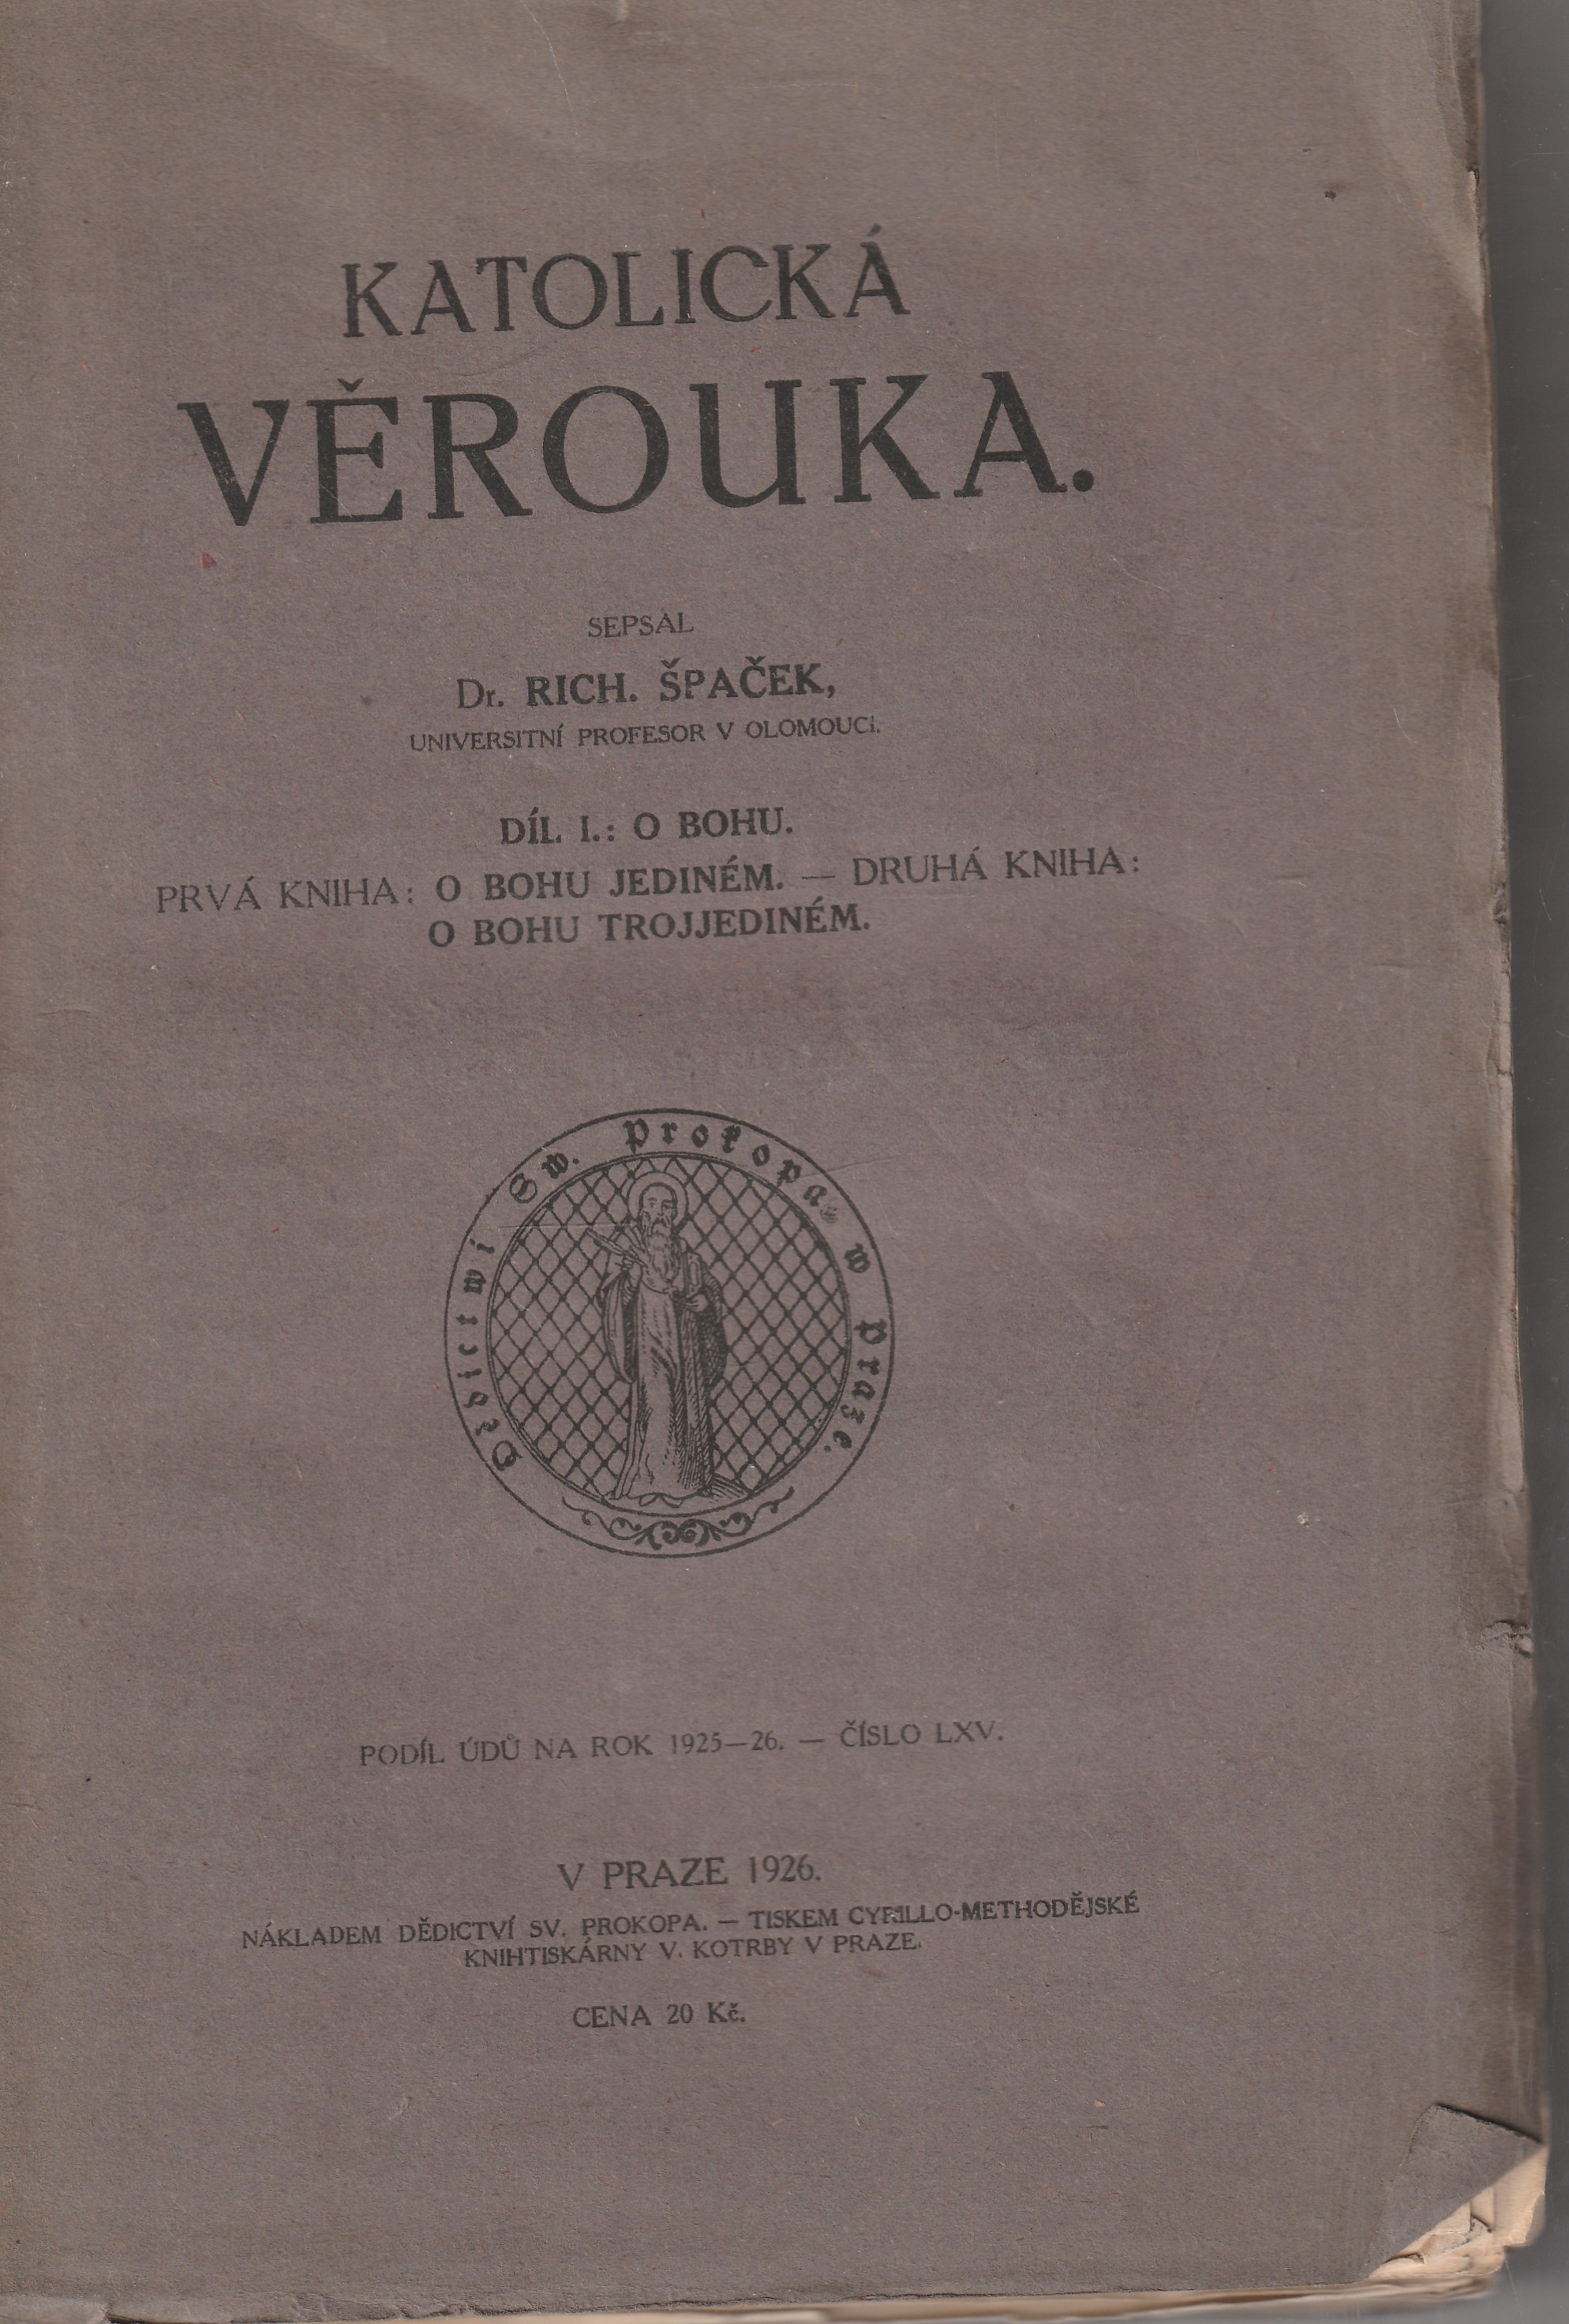 KATOLICKÁ
VĚROUKA.
SEPSAL
Dr. RICH. ŠPAČEK,
UNIVERSITNÍ PROFESOR V OLOMOUCI.
DÍL I.: O BOHU.
PRVÁ KNIHA: O BOHU JEDINÉM. — DRUHÁ KNIHA:
O BOHU TROJJEDINÉM.
Dědictwí Sw. Prokopa w Praze.
PODÍL ÚDŮ NA ROK 1925—26. — ČÍSLO LXV.
V PRAZE 1926.
NÁKLADEM DĚDICTVÍ SV. PROKOPA. — TISKEM CYRILLO-METHODĚJSKÉ
KNIHTISKÁRNY V. KOTRBY V PRAZE.
CENA 20 Kč.